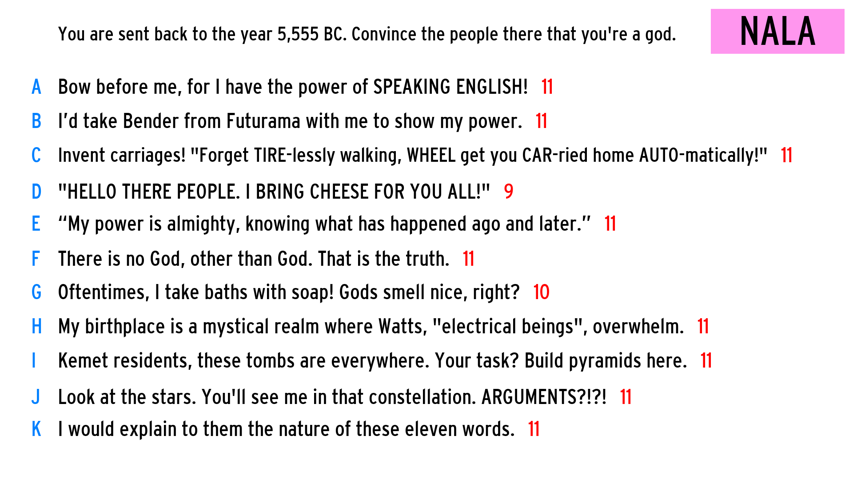 You are sent back to the year 5,555 BC. Convince the people there that you're a god.
NALA
A Bow before me, for I have the power of SPEAKING ENGLISH! 11
B I'd take Bender from Futurama with me to show my power. 11
C Invent carriages! "Forget TIRE-lessly walking, WHEEL get you CAR-ried home AUTO-matically!" 11
D "HELLO THERE PEOPLE. I BRING CHEESE FOR YOU ALL!" 9
E “My power is almighty, knowing what has happened ago and later.” 11
F There is no God, other than God. That is the truth. 11
G Oftentimes, I take baths with soap! Gods smell nice, right? 10
H My birthplace is a mystical realm where Watts, "electrical beings", overwhelm. 11
I Kemet residents, these tombs are everywhere. Your task? Build pyramids here. 11
J Look at the stars. You'll see me in that constellation. ARGUMENTS?!?! 11
K I would explain to them the nature of these eleven words. 11